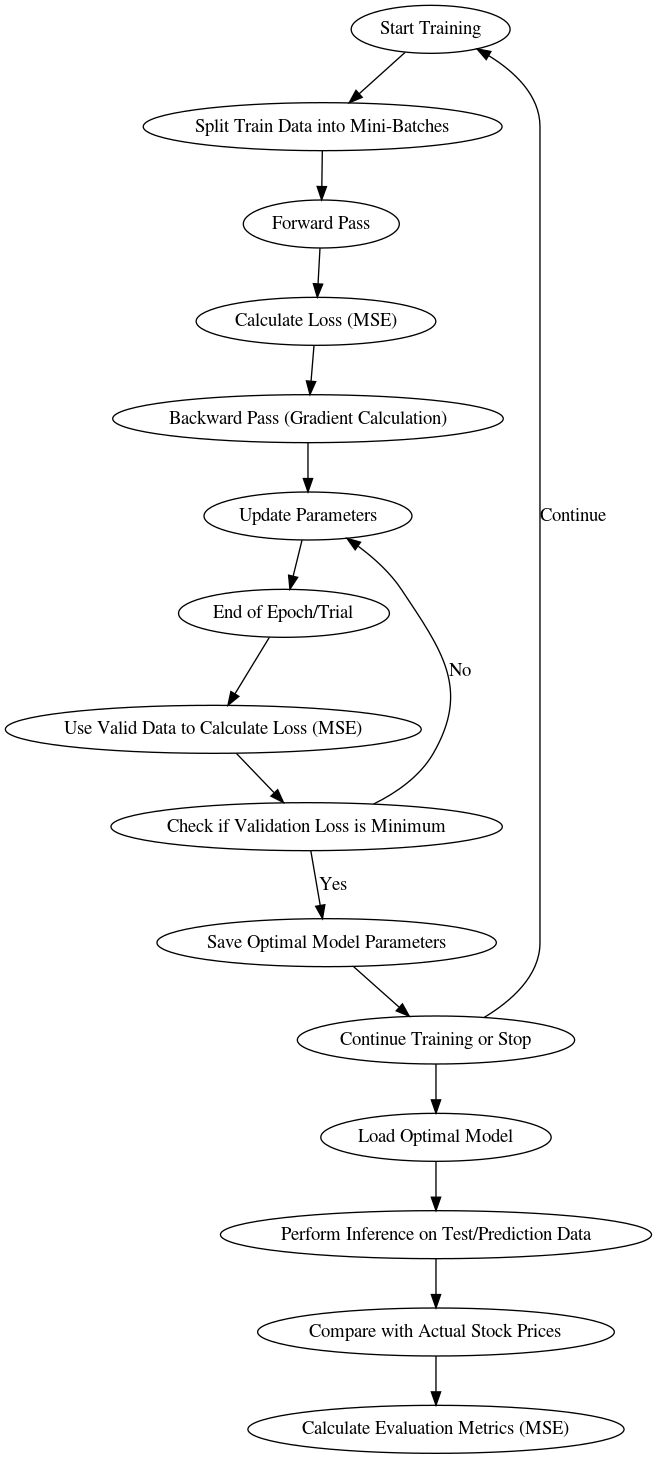 Start Training
Split Train Data into Mini-Batches
Forward Pass
Calculate Loss (MSE)
Backward Pass (Gradient Calculation)
Update Parameters
Continue
End of Epoch/Trial
No
Use Valid Data to Calculate Loss (MSE)
Check if Validation Loss is Minimum
Yes
Save Optimal Model Parameters
Continue Training or Stop
Load Optimal Model
Perform Inference on Test/Prediction Data
Compare with Actual Stock Prices
Calculate Evaluation Metrics (MSE)